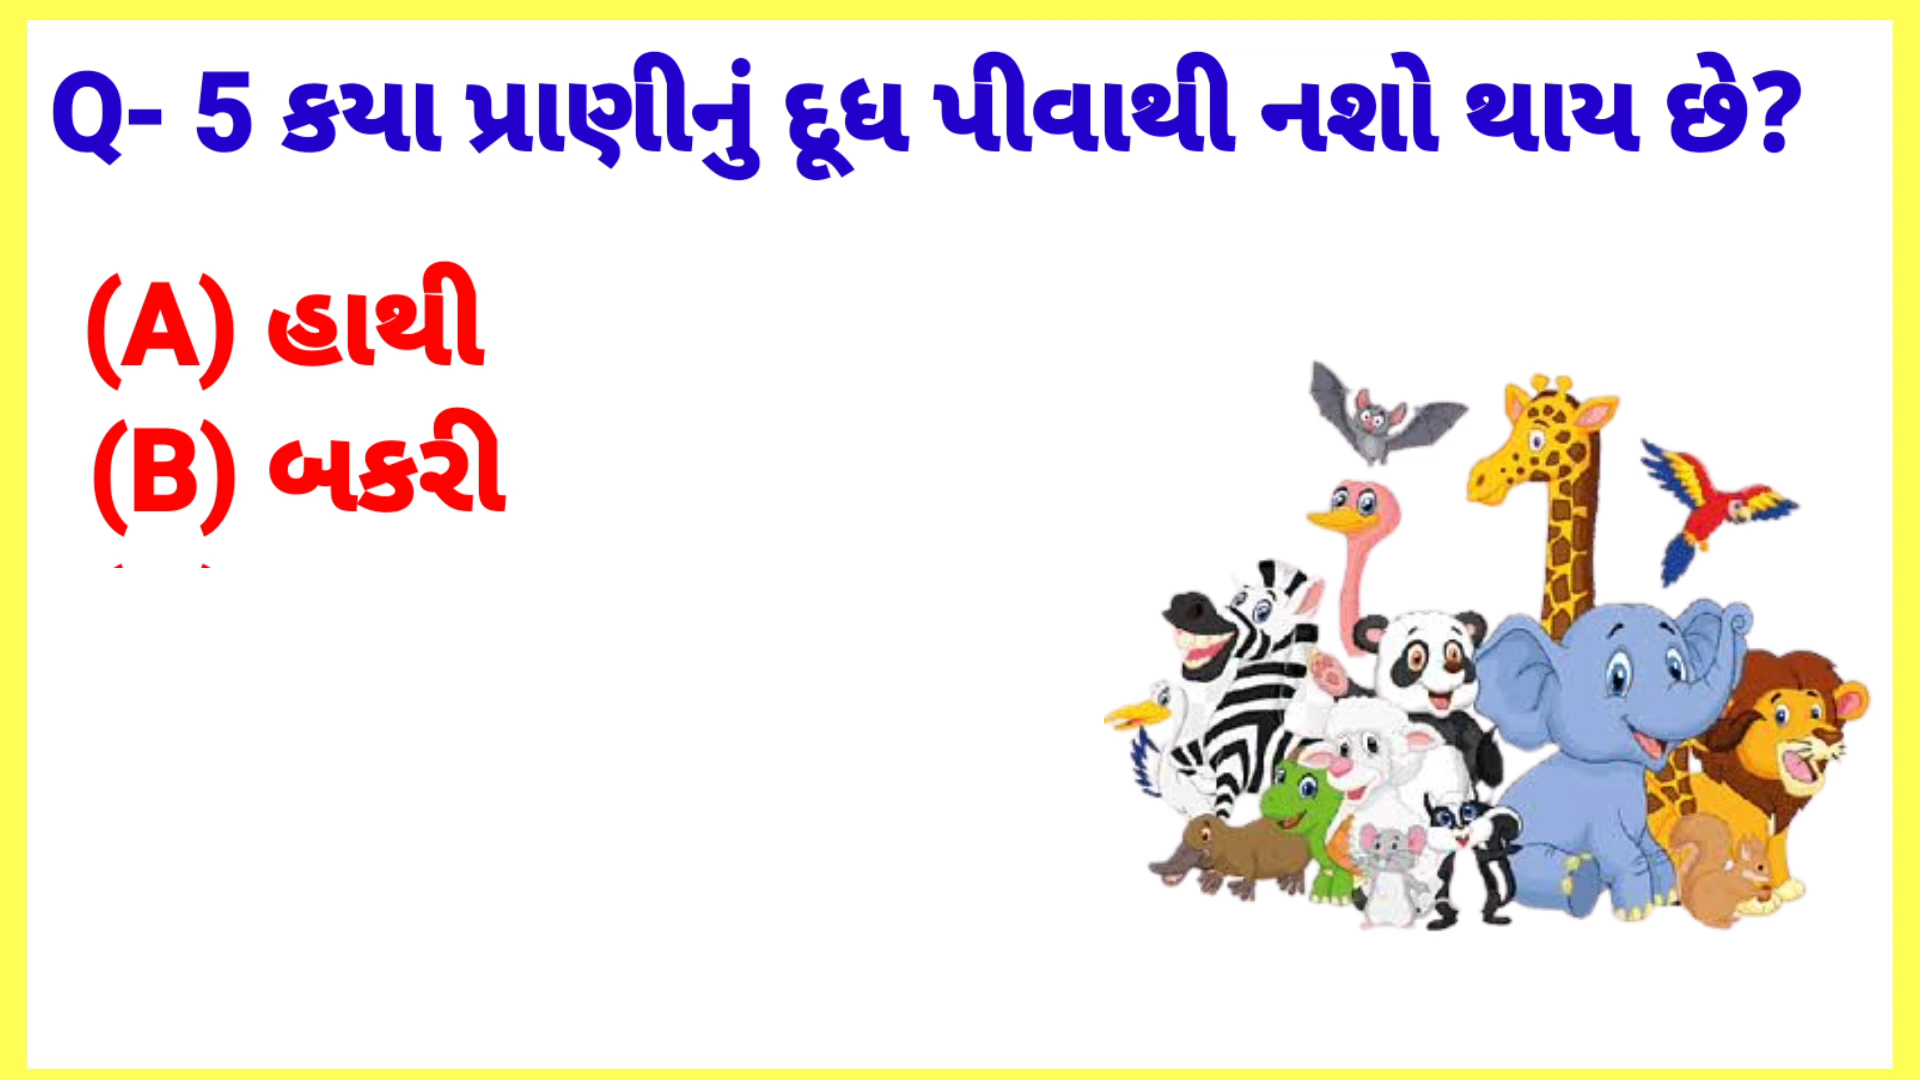 Q- 5 કયા પ્રાણીનું દૂધ પીવાથી નશો થાય છે?
(A) હાથી
(B) બકરી